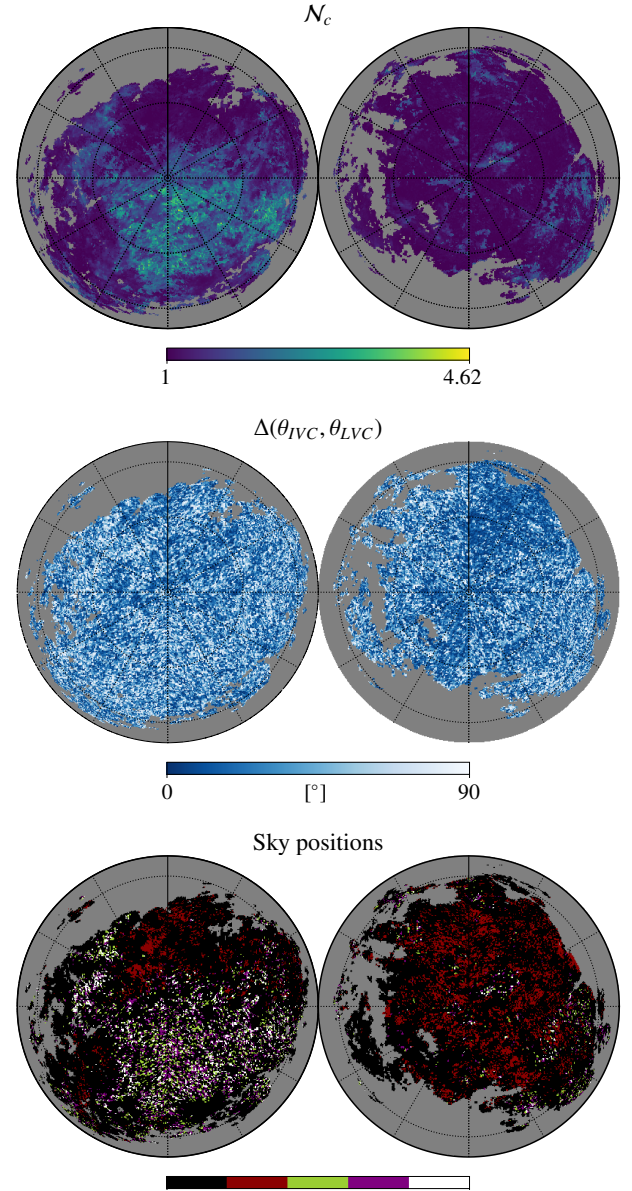 𝒩c
1 4.62
Δ(θIVC, θLVC)
0 [°] 90
Sky positions